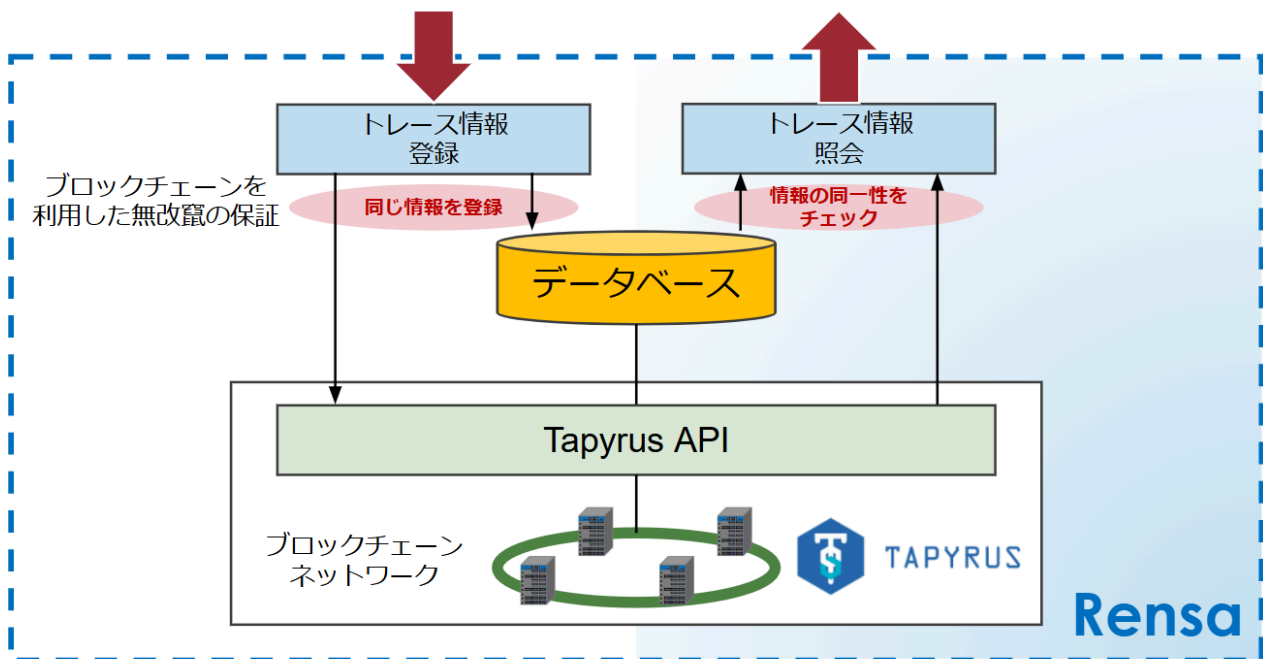 トレース情報
登録
トレース情報
照会
ブロックチェーンを
利用した無改竄の保証
同じ情報を登録
情報の同一性を
チェック
データベース
Tapyrus API
ブロックチェーン
ネットワーク
TAPYRUS
Rensa